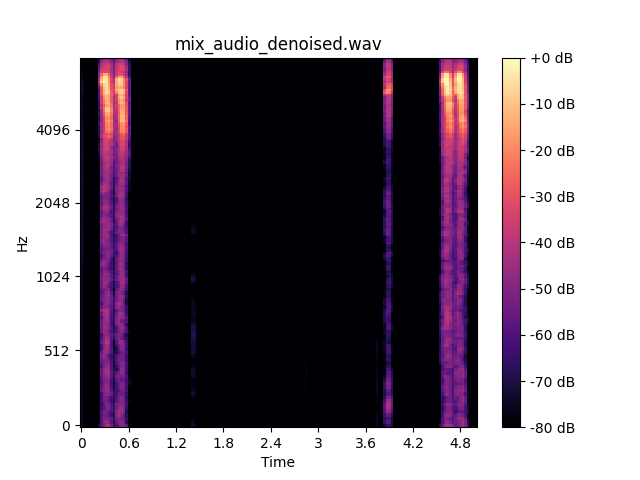 mix_audio_denoised.wav
Hz
4096
2048
1024
512
0
0 0.6 1.2 1.8 2.4 3 3.6 4.2 4.8
Time
+0 dB
-10 dB
-20 dB
-30 dB
-40 dB
-50 dB
-60 dB
-70 dB
-80 dB